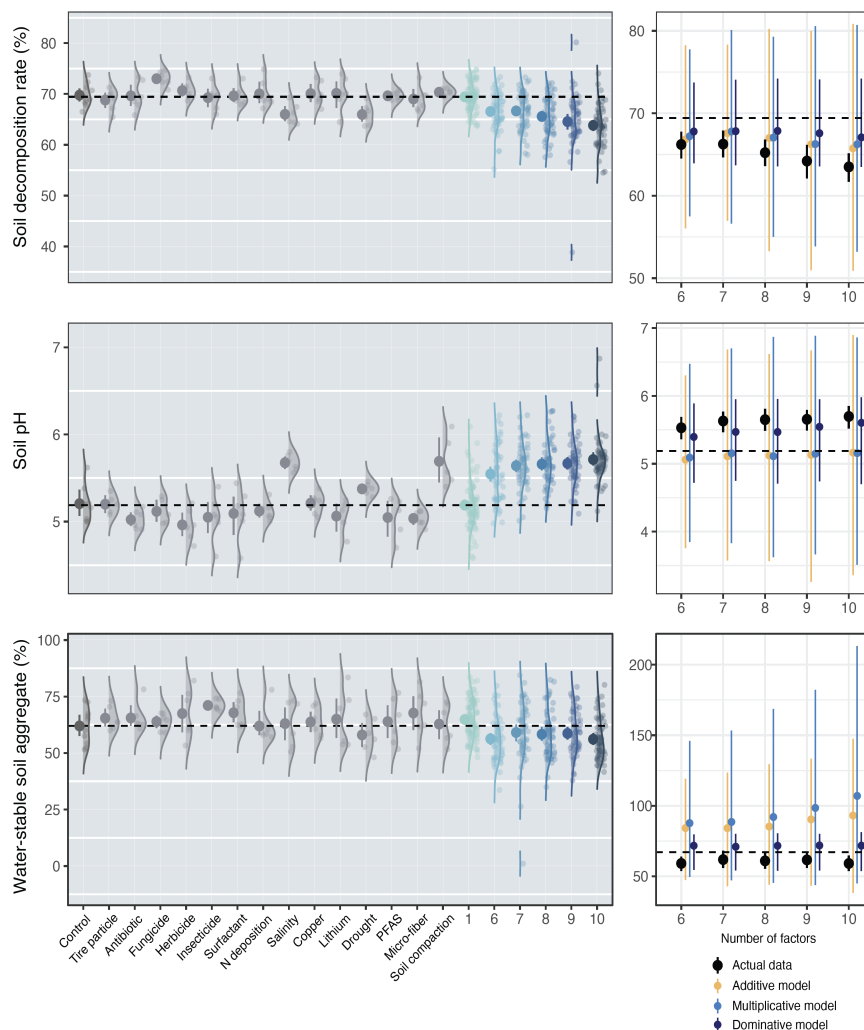 Soil decomposition rate (%)
80
70
60
50
40
80
70
60
50
6 7 8 9 10
Soil pH
7
6
5
7
6
5
4
6 7 8 9 10
Water-stable soil aggregate (%)
100
75
50
25
0
200
150
100
50
Control
Tire particle
Antibiotic
Fungicide
Herbicide
Insecticide
Surfactant
N deposition
Salinity
Copper
Lithium
Drought
PFAS
Micro-fiber
Soil compaction
1 6 7 8 9 10
6 7 8 9 10
Number of factors
Actual data
Additive model
Multiplicative model
Dominative model